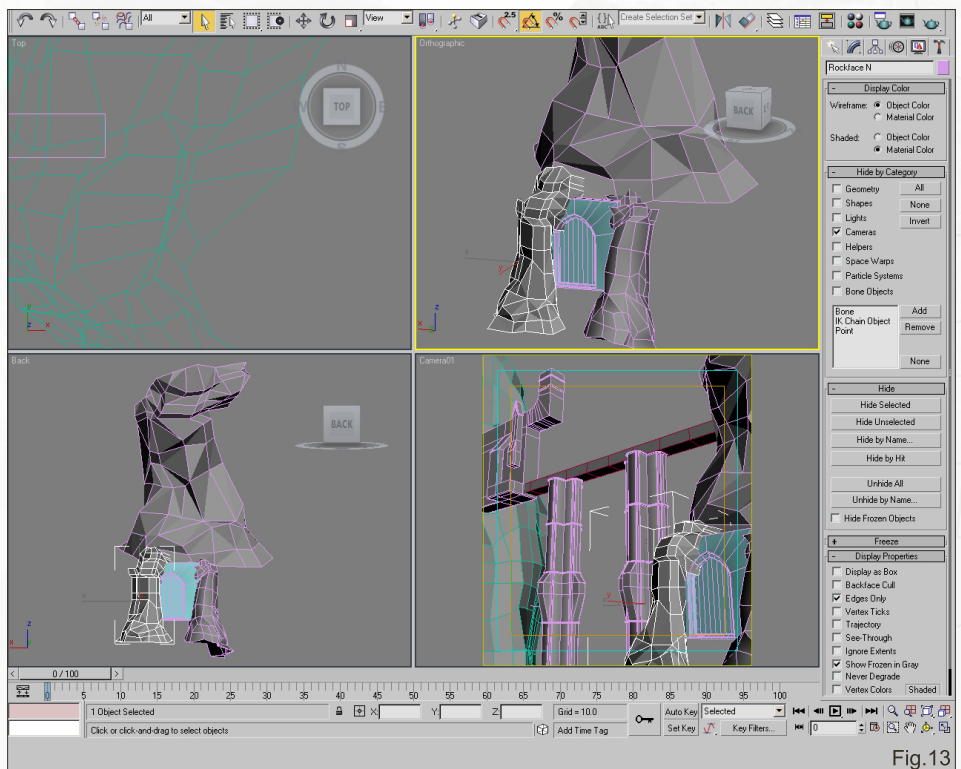 All
View
2.5
Create Selection Set
Top
TOP
Orthographic
BACK
Back
BACK
Camera01
Rockface N
Display Color
Wireframe: Object Color
Material Color
Shaded: Object Color
Material Color
Hide by Category
Geometry All
Shapes None
Lights Invert
Cameras
Helpers
Space Warps
Particle Systems
Bone Objects
Bone Add
IK Chain Object
Point Remove
None
Hide
Hide Selected
Hide Unselected
Hide by Name...
Hide by Hit
Unhide All
Unhide by Name...
Hide Frozen Objects
Freeze
Display Properties
Display as Box
Backface Cull
Edges Only
Vertex Ticks
Trajectory
See-Through
Ignore Extents
Show Frozen in Gray
Never Degrade
Vertex Colors Shaded
0 / 100
0 5 10 15 20 25 30 35 40 45 50 55 60 65 70 75 80 85 90 95 100
1 Object Selected X: Y: Z: Grid = 10.0 Auto Key Selected
Click or click-and-drag to select objects Add Time Tag Set Key Key Filters... 0
Fig.13